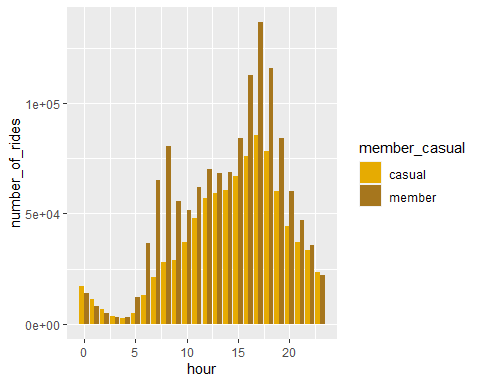 number_of_rides
1e+05
5e+04
0e+00
0 5 10 15 20
hour
member_casual
casual
member